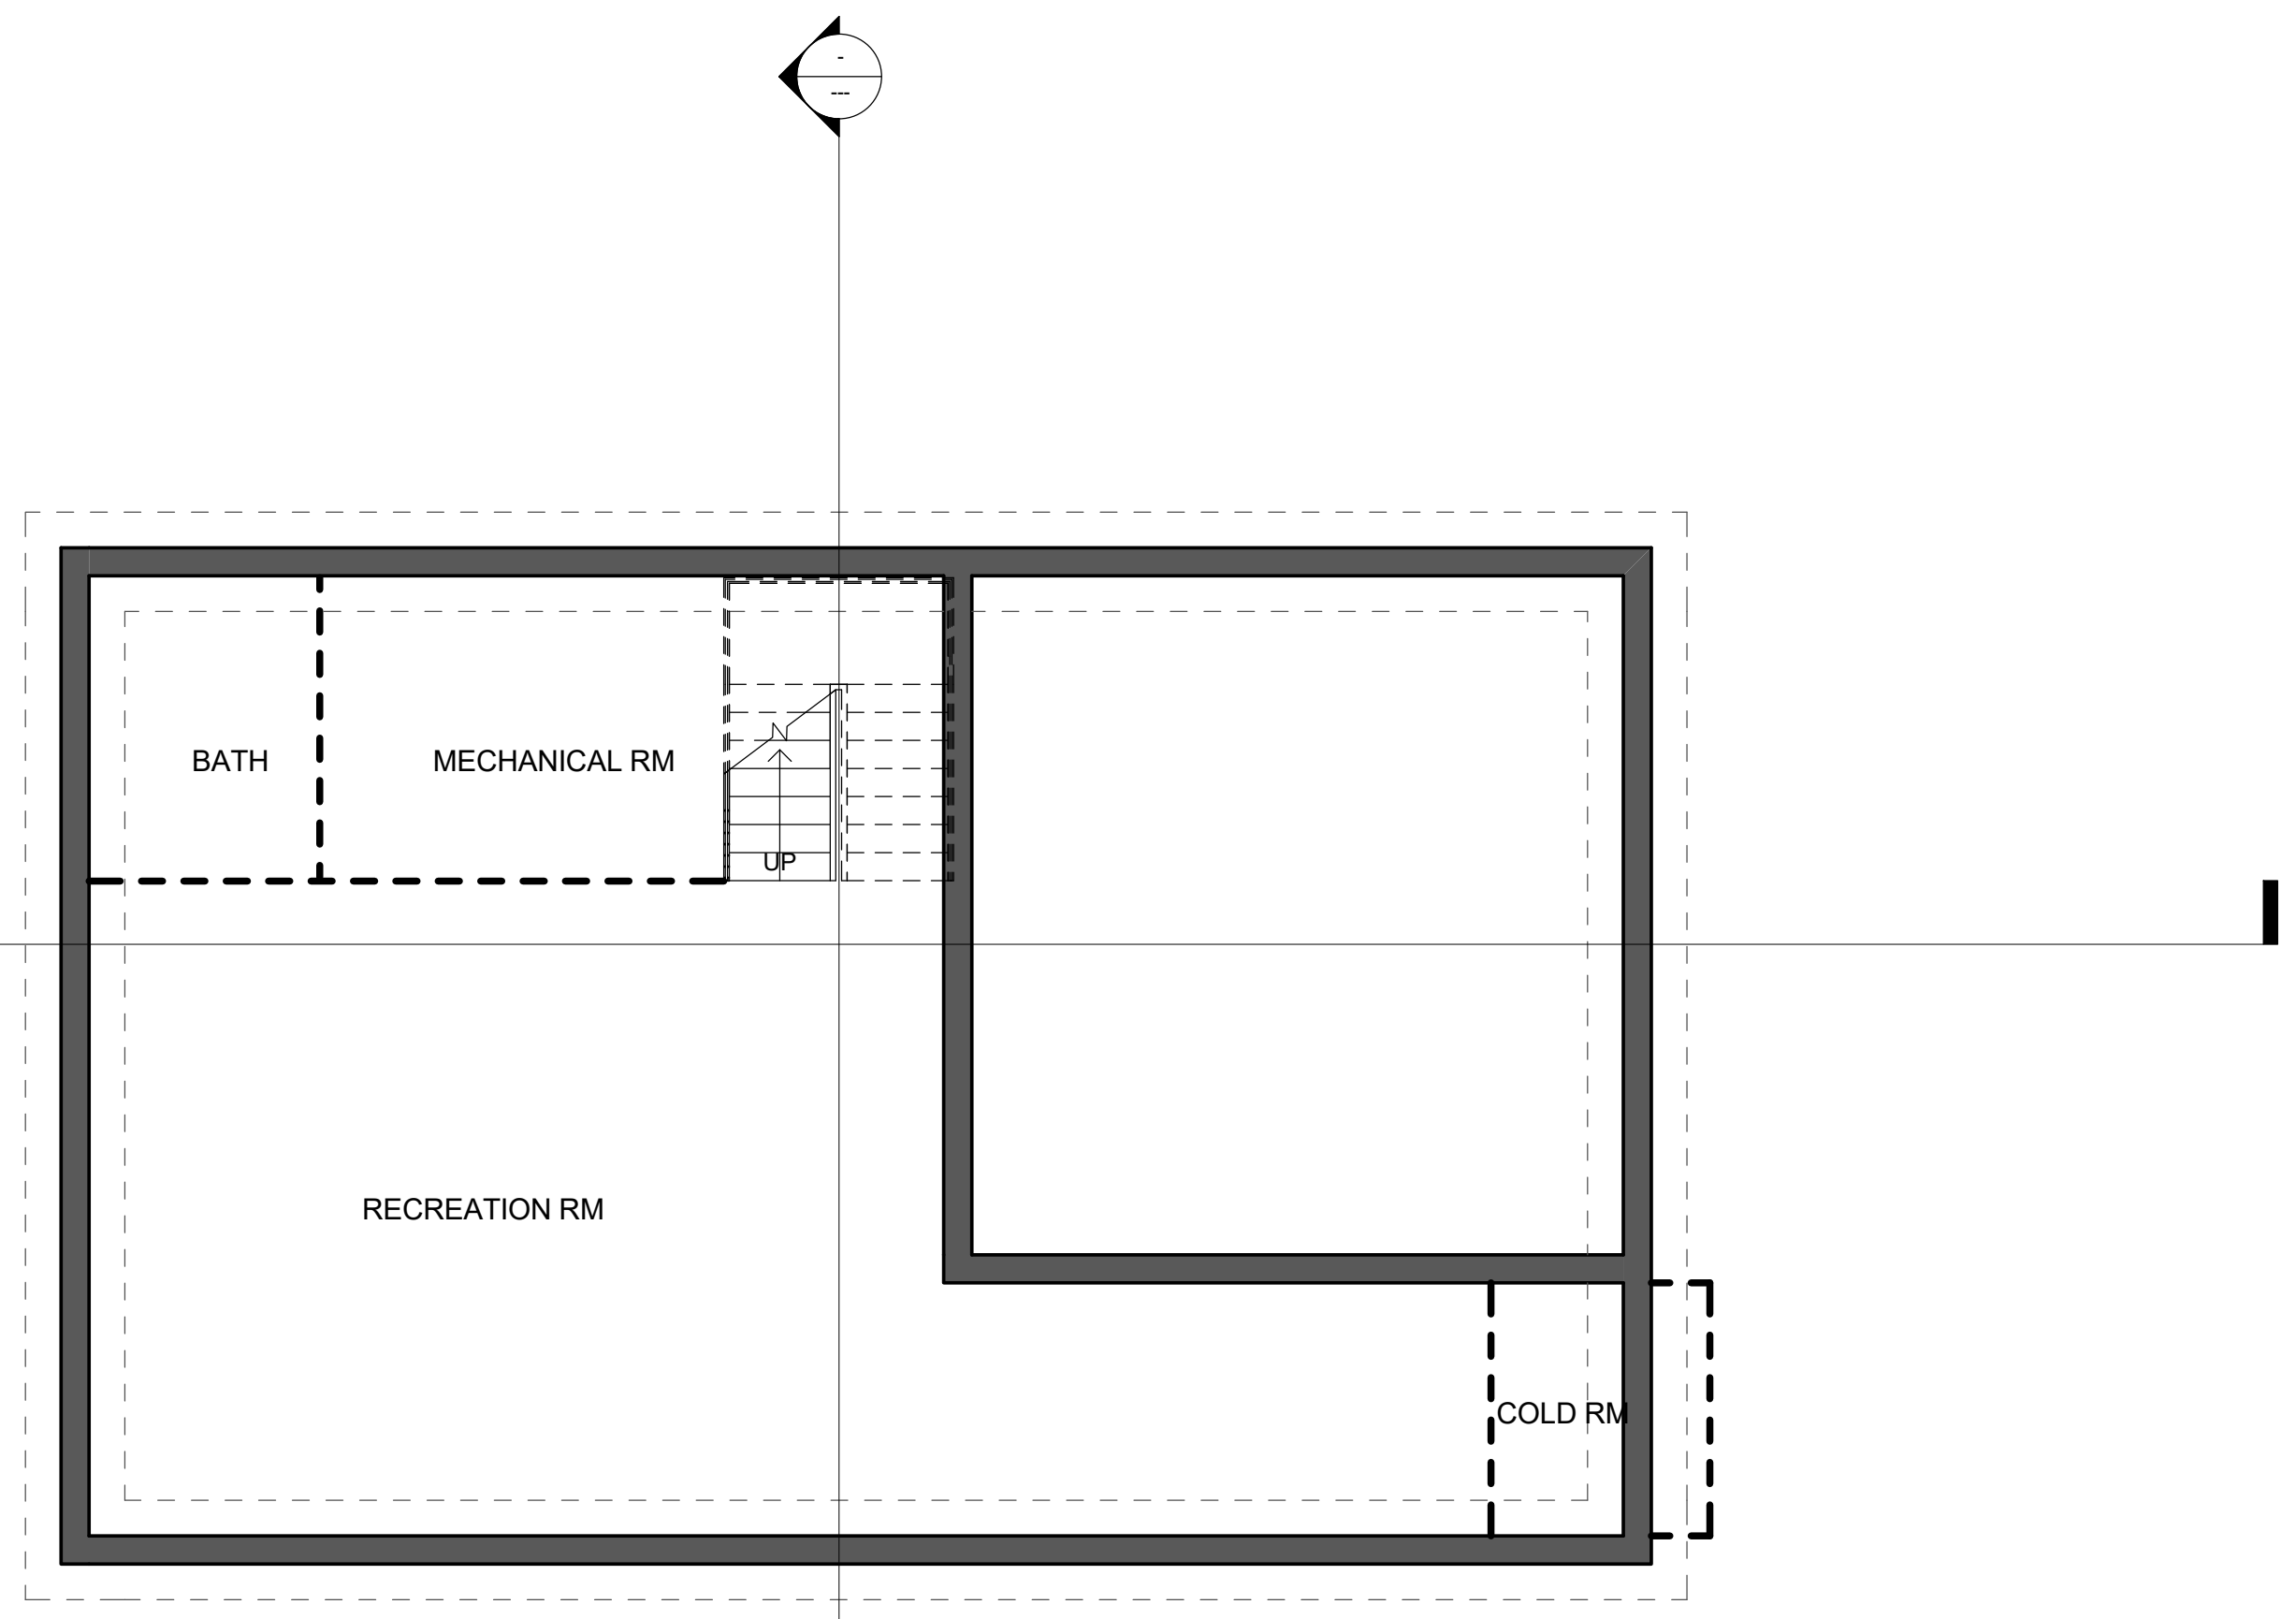 -
---
BATH
MECHANICAL RM
UP
RECREATION RM
COLD RM